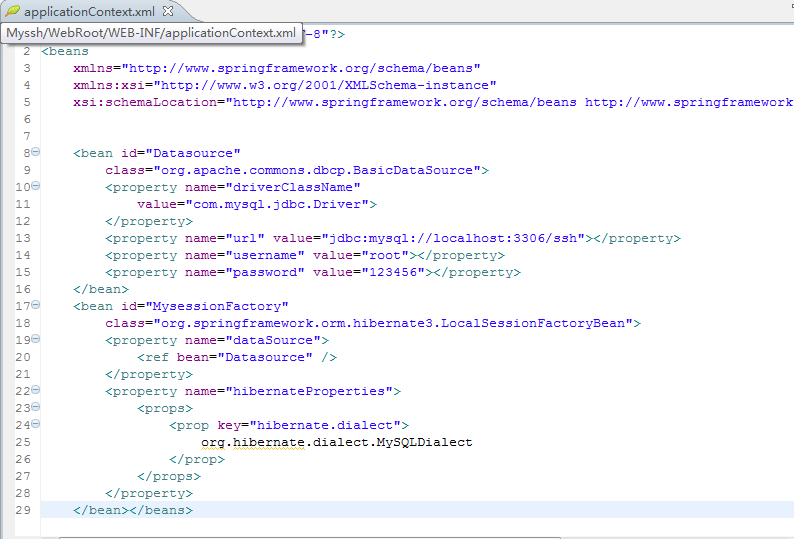 applicationContext.xml
Myssh/WebRoot/WEB-INF/applicationContext.xml -8"?>
2 <beans
3 xmlns="http://www.springframework.org/schema/beans"
4 xmlns:xsi="http://www.w3.org/2001/XMLSchema-instance"
5 xsi:schemaLocation="http://www.springframework.org/schema/beans http://www.springframework
6
7
8 <bean id="Datasource"
9 class="org.apache.commons.dbcp.BasicDataSource">
10 <property name="driverClassName"
11 value="com.mysql.jdbc.Driver">
12 </property>
13 <property name="url" value="jdbc:mysql://localhost:3306/ssh"></property>
14 <property name="username" value="root"></property>
15 <property name="password" value="123456"></property>
16 </bean>
17 <bean id="MysessionFactory"
18 class="org.springframework.orm.hibernate3.LocalSessionFactoryBean">
19 <property name="dataSource">
20 <ref bean="Datasource" />
21 </property>
22 <property name="hibernateProperties">
23 <props>
24 <prop key="hibernate.dialect">
25 org.hibernate.dialect.MySQLDialect
26 </prop>
27 </props>
28 </property>
29 </bean></beans>